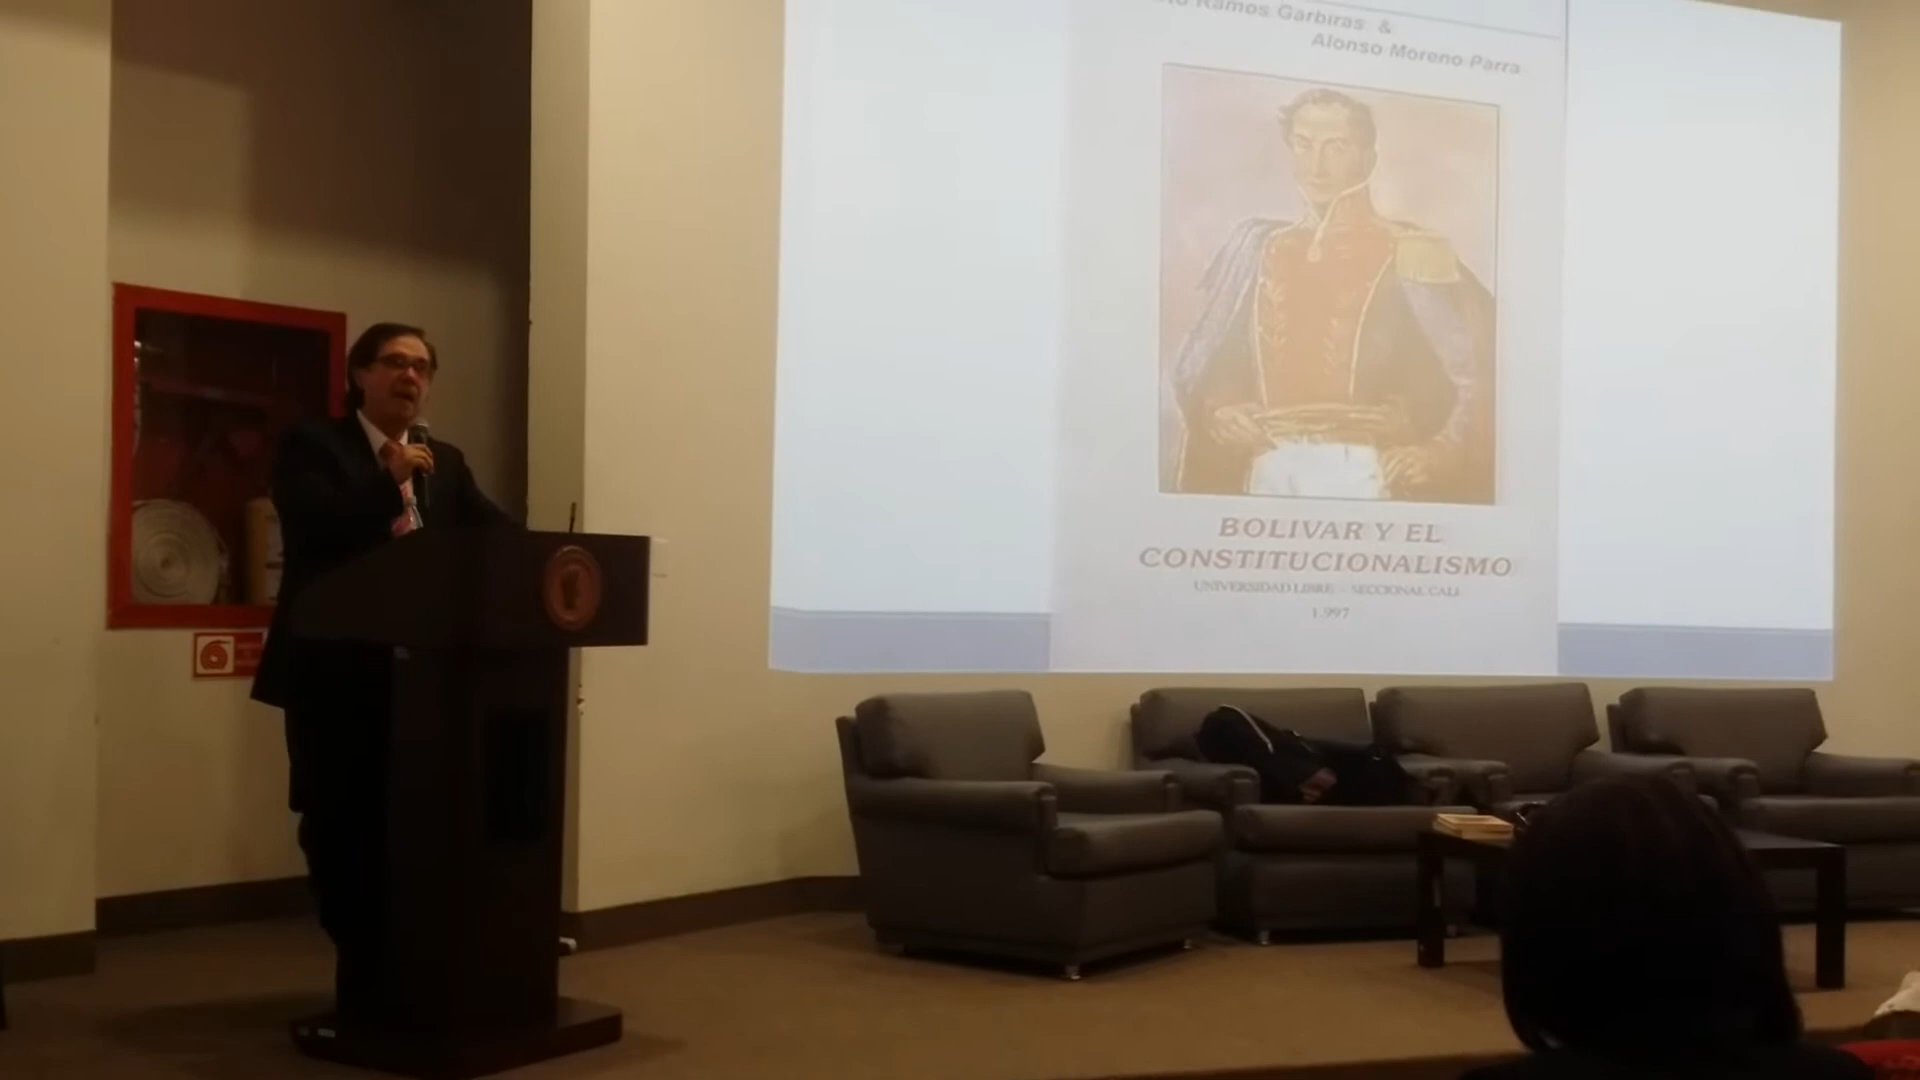 Ramos Garbiras &
Alonso Moreno Parra
BOLIVAR Y EL
CONSTITUCIONALISMO
UNIVERSIDAD LIBRE - SECCIONAL CALI
1.997